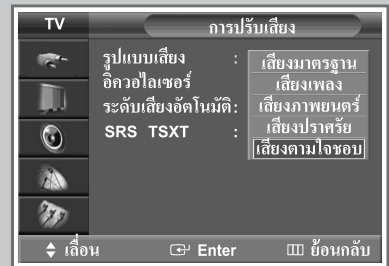 TV การปรับเสียง
รูปแบบเสียง : เสียงมาตรฐาน
อีควอไลเซอร์ เสียงเพลง
ระดับเสียงอัตโนมัติ: เสียงภาพยนตร์
SRS TSXT : เสียงปราศรัย
เสียงตามใจชอบ
เลื่อน Enter ย้อนกลับ